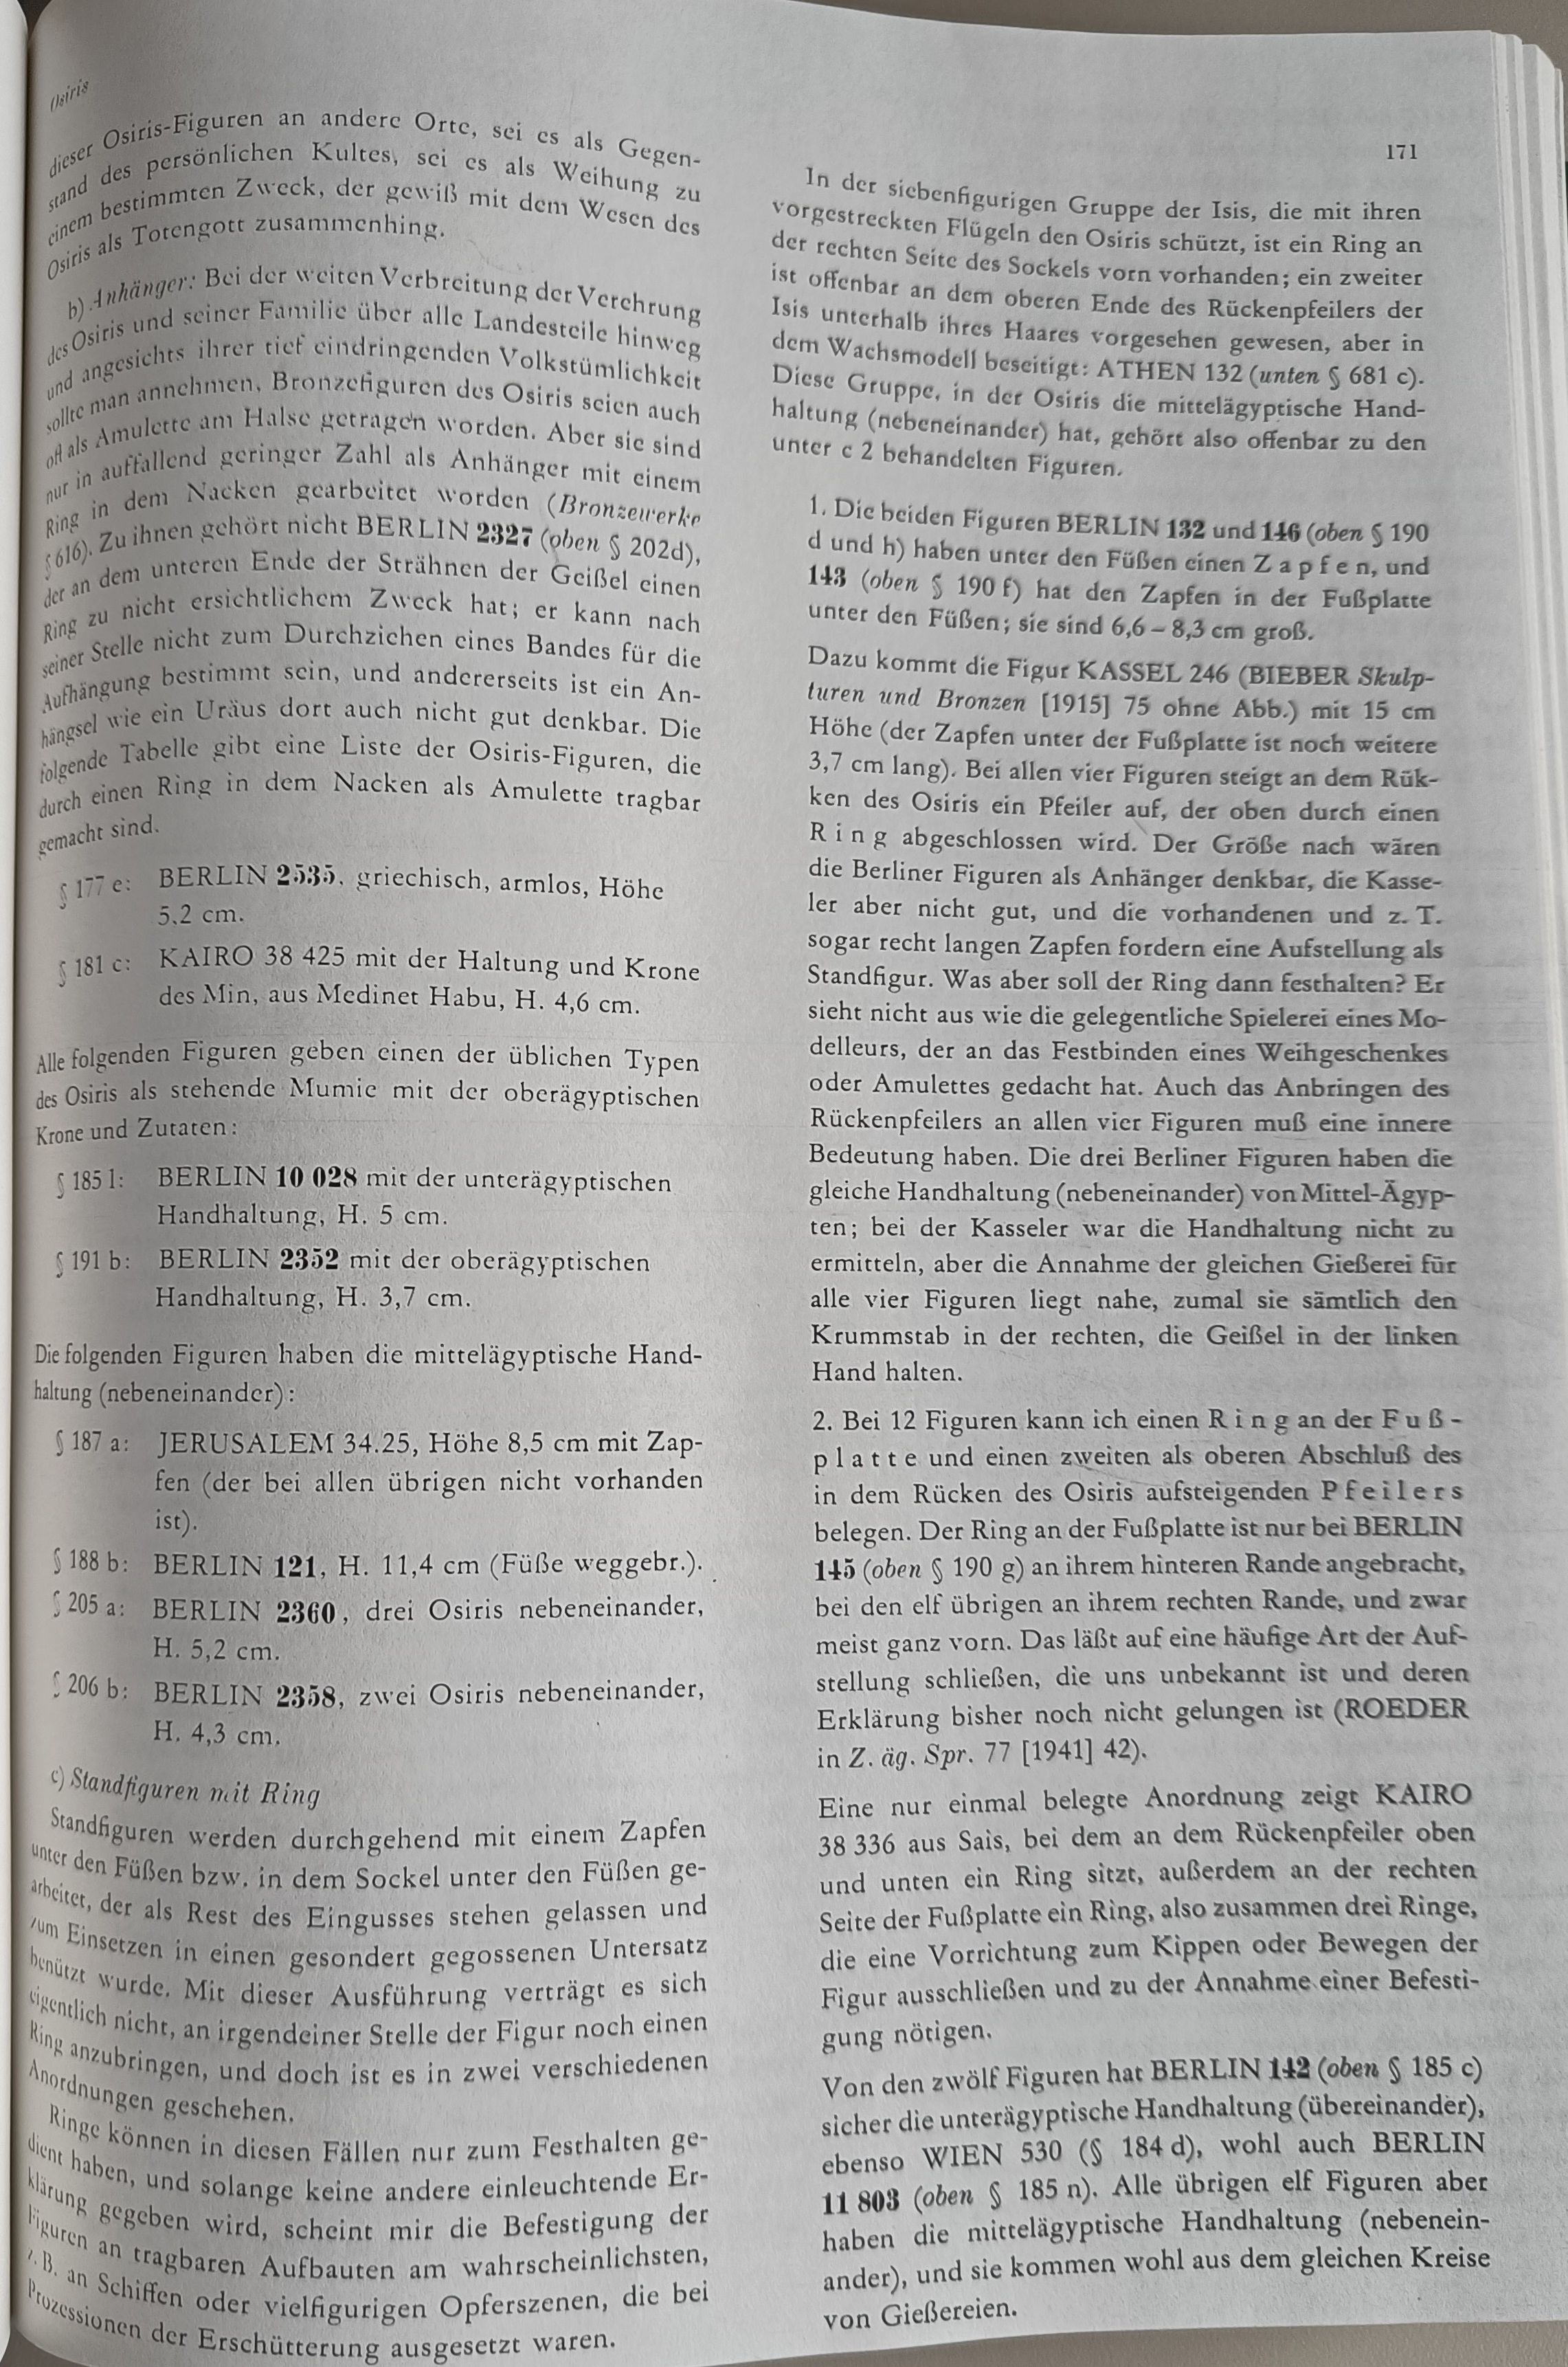 Osiris
171
dieser Osiris-Figuren an andere Orte, sei es als Gegen-
stand des persönlichen Kultes, sei es als Weihung zu
einem bestimmten Zweck, der gewiß mit dem Wesen des
Osiris als Totengott zusammenhing.
b) Anhänger: Bei der weiten Verbreitung der Verehrung
des Osiris und seiner Familie über alle Landesteile hinweg
und angesichts ihrer tief eindringenden Volkstümlichkeit
sollte man annehmen, Bronzefiguren des Osiris seien auch
oft als Amulette am Halse getragen worden. Aber sie sind
nur in auffallend geringer Zahl als Anhänger mit einem
Ring in dem Nacken gearbeitet worden (Bronzewerke
§ 616). Zu ihnen gehört nicht BERLIN 2327 (oben § 202d),
der an dem unteren Ende der Strähnen der Geißel einen
Ring zu nicht ersichtlichem Zweck hat; er kann nach
seiner Stelle nicht zum Durchziehen eines Bandes für die
Aufhängung bestimmt sein, und andererseits ist ein An-
hängsel wie ein Uräus dort auch nicht gut denkbar. Die
folgende Tabelle gibt eine Liste der Osiris-Figuren, die
durch einen Ring in dem Nacken als Amulette tragbar
gemacht sind.
§ 177 e: BERLIN 2535, griechisch, armlos, Höhe
5,2 cm.
§ 181 c: KAIRO 38 425 mit der Haltung und Krone
des Min, aus Medinet Habu, H. 4,6 cm.
Alle folgenden Figuren geben einen der üblichen Typen
des Osiris als stehende Mumie mit der oberägyptischen
Krone und Zutaten:
§ 185 l: BERLIN 10 028 mit der unterägyptischen
Handhaltung, H. 5 cm.
§ 191 b: BERLIN 2352 mit der oberägyptischen
Handhaltung, H. 3,7 cm.
Die folgenden Figuren haben die mittelägyptische Hand-
haltung (nebeneinander):
§ 187 a: JERUSALEM 34.25, Höhe 8,5 cm mit Zap-
fen (der bei allen übrigen nicht vorhanden
ist).
§ 188 b: BERLIN 121, H. 11,4 cm (Füße weggebr.).
§ 205 a: BERLIN 2360, drei Osiris nebeneinander,
H. 5,2 cm.
§ 206 b: BERLIN 2358, zwei Osiris nebeneinander,
H. 4,3 cm.
c) Standfiguren mit Ring
Standfiguren werden durchgehend mit einem Zapfen
unter den Füßen bzw. in dem Sockel unter den Füßen ge-
arbeitet, der als Rest des Eingusses stehen gelassen und
zum Einsetzen in einen gesondert gegossenen Untersatz
benützt wurde. Mit dieser Ausführung verträgt es sich
eigentlich nicht, an irgendeiner Stelle der Figur noch einen
Ring anzubringen, und doch ist es in zwei verschiedenen
Anordnungen geschehen.
Ringe können in diesen Fällen nur zum Festhalten ge-
dient haben, und solange keine andere einleuchtende Er-
klärung gegeben wird, scheint mir die Befestigung der
Figuren an tragbaren Aufbauten am wahrscheinlichsten,
z. B. an Schiffen oder vielfigurigen Opferszenen, die bei
Prozessionen der Erschütterung ausgesetzt waren.
In der siebenfigurigen Gruppe der Isis, die mit ihren
vorgestreckten Flügeln den Osiris schützt, ist ein Ring an
der rechten Seite des Sockels vorn vorhanden; ein zweiter
ist offenbar an dem oberen Ende des Rückenpfeilers der
Isis unterhalb ihres Haares vorgesehen gewesen, aber in
dem Wachsmodell beseitigt: ATHEN 132 (unten § 681 c).
Diese Gruppe, in der Osiris die mittelägyptische Hand-
haltung (nebeneinander) hat, gehört also offenbar zu den
unter c 2 behandelten Figuren.
1. Die beiden Figuren BERLIN 132 und 146 (oben § 190
d und h) haben unter den Füßen einen Zapfen, und
143 (oben § 190 f) hat den Zapfen in der Fußplatte
unter den Füßen; sie sind 6,6 – 8,3 cm groß.
Dazu kommt die Figur KASSEL 246 (BIEBER Skulp-
turen und Bronzen [1915] 75 ohne Abb.) mit 15 cm
Höhe (der Zapfen unter der Fußplatte ist noch weitere
3,7 cm lang). Bei allen vier Figuren steigt an dem Rük-
ken des Osiris ein Pfeiler auf, der oben durch einen
Ring abgeschlossen wird. Der Größe nach wären
die Berliner Figuren als Anhänger denkbar, die Kasse-
ler aber nicht gut, und die vorhandenen und z. T.
sogar recht langen Zapfen fordern eine Aufstellung als
Standfigur. Was aber soll der Ring dann festhalten? Er
sieht nicht aus wie die gelegentliche Spielerei eines Mo-
delleurs, der an das Festbinden eines Weihgeschenkes
oder Amulettes gedacht hat. Auch das Anbringen des
Rückenpfeilers an allen vier Figuren muß eine innere
Bedeutung haben. Die drei Berliner Figuren haben die
gleiche Handhaltung (nebeneinander) von Mittel-Ägyp-
ten; bei der Kasseler war die Handhaltung nicht zu
ermitteln, aber die Annahme der gleichen Gießerei für
alle vier Figuren liegt nahe, zumal sie sämtlich den
Krummstab in der rechten, die Geißel in der linken
Hand halten.
2. Bei 12 Figuren kann ich einen Ring an der Fuß-
platte und einen zweiten als oberen Abschluß des
in dem Rücken des Osiris aufsteigenden Pfeilers
belegen. Der Ring an der Fußplatte ist nur bei BERLIN
145 (oben § 190 g) an ihrem hinteren Rande angebracht,
bei den elf übrigen an ihrem rechten Rande, und zwar
meist ganz vorn. Das läßt auf eine häufige Art der Auf-
stellung schließen, die uns unbekannt ist und deren
Erklärung bisher noch nicht gelungen ist (ROEDER
in Z. äg. Spr. 77 [1941] 42).
Eine nur einmal belegte Anordnung zeigt KAIRO
38 336 aus Sais, bei dem an dem Rückenpfeiler oben
und unten ein Ring sitzt, außerdem an der rechten
Seite der Fußplatte ein Ring, also zusammen drei Ringe,
die eine Vorrichtung zum Kippen oder Bewegen der
Figur ausschließen und zu der Annahme einer Befesti-
gung nötigen.
Von den zwölf Figuren hat BERLIN 142 (oben § 185 c)
sicher die unterägyptische Handhaltung (übereinander),
ebenso WIEN 530 (§ 184 d), wohl auch BERLIN
11 803 (oben § 185 n). Alle übrigen elf Figuren aber
haben die mittelägyptische Handhaltung (nebenein-
ander), und sie kommen wohl aus dem gleichen Kreise
von Gießereien.